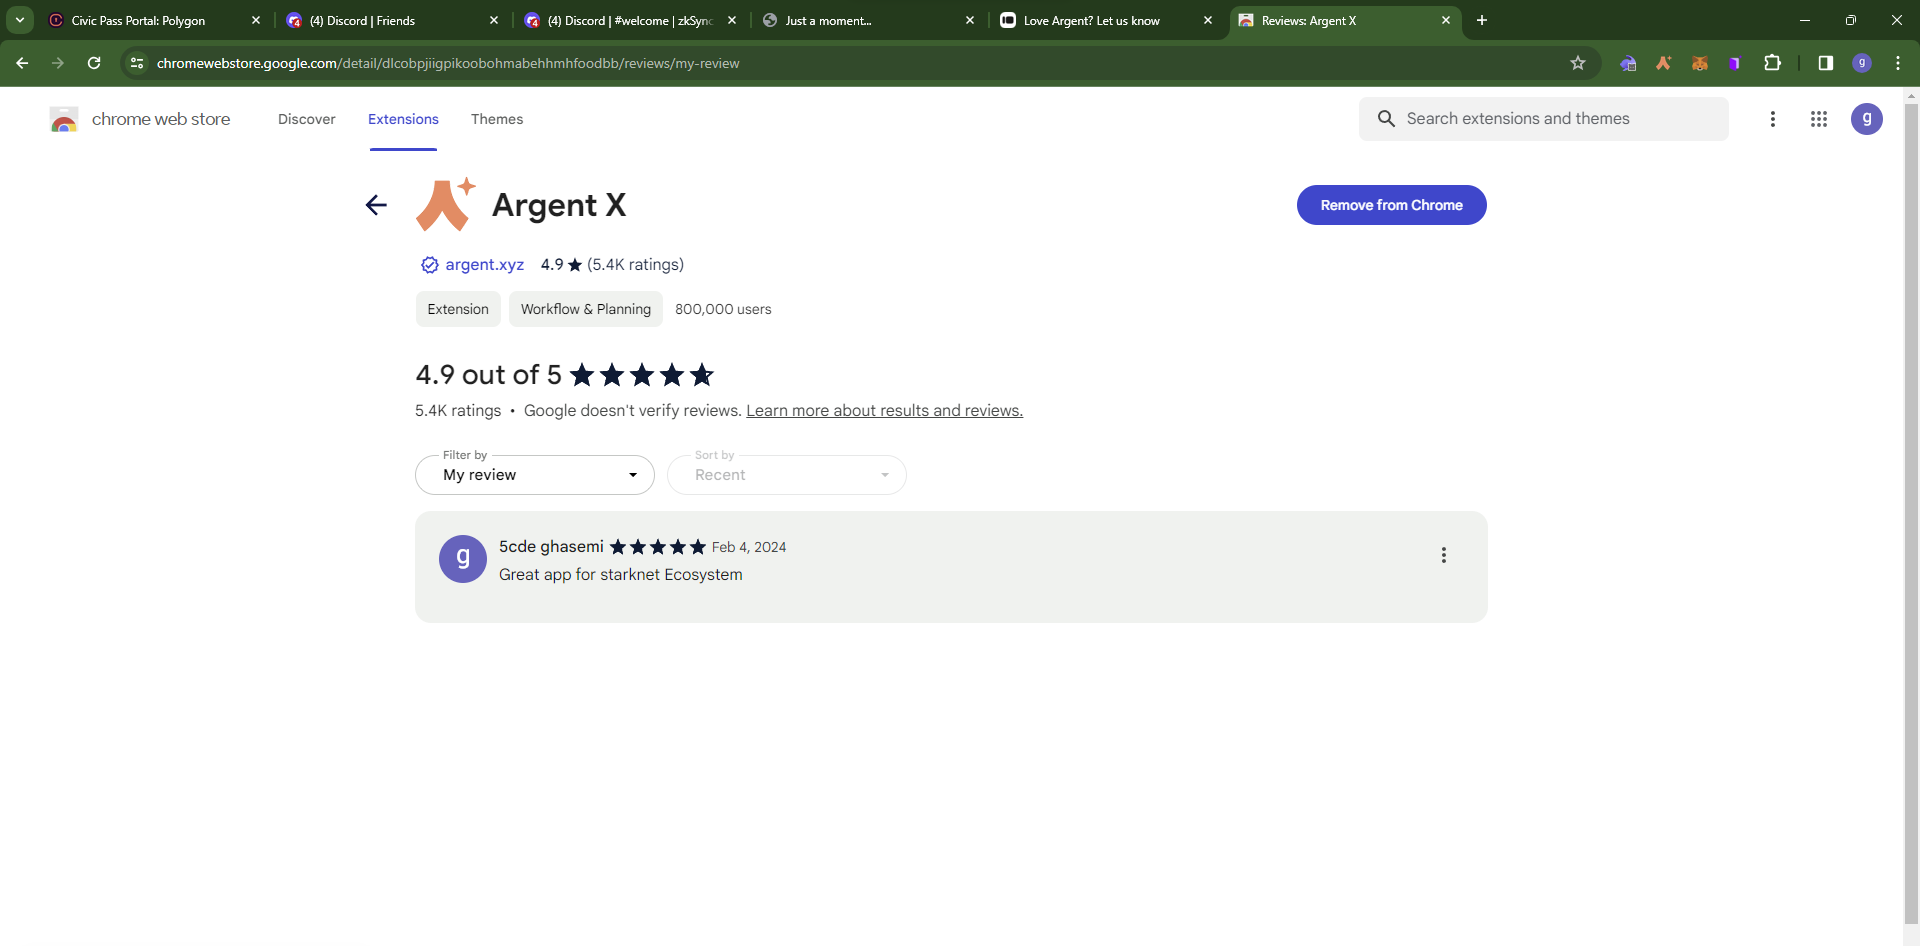 Civic Pass Portal: Polygon
(4) Discord | Friends
(4) Discord | #welcome | zkSync
Just a moment...
Love Argent? Let us know
Reviews: Argent X
chromewebstore.google.com/detail/dlcobpjiigpikoobohmabehhmhfoodbb/reviews/my-review
g
chrome web store
Discover
Extensions
Themes
Search extensions and themes
g
Argent X
Remove from Chrome
argent.xyz 4.9 ★ (5.4K ratings)
Extension
Workflow & Planning
800,000 users
4.9 out of 5
5.4K ratings • Google doesn't verify reviews. Learn more about results and reviews.
Filter by
My review
Sort by
Recent
g
5cde ghasemi
Feb 4, 2024
Great app for starknet Ecosystem